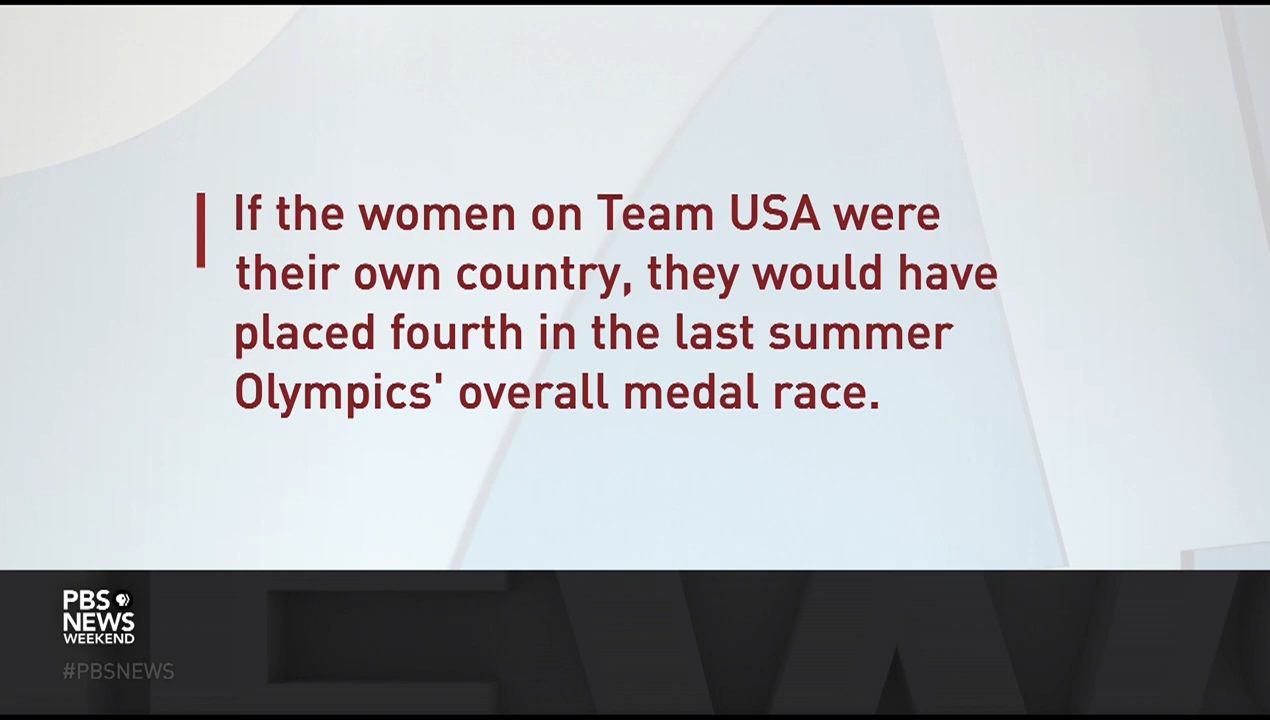 If the women on Team USA were
their own country, they would have
placed fourth in the last summer
Olympics' overall medal race.
PBS
NEWS
WEEKEND
#PBSNEWS